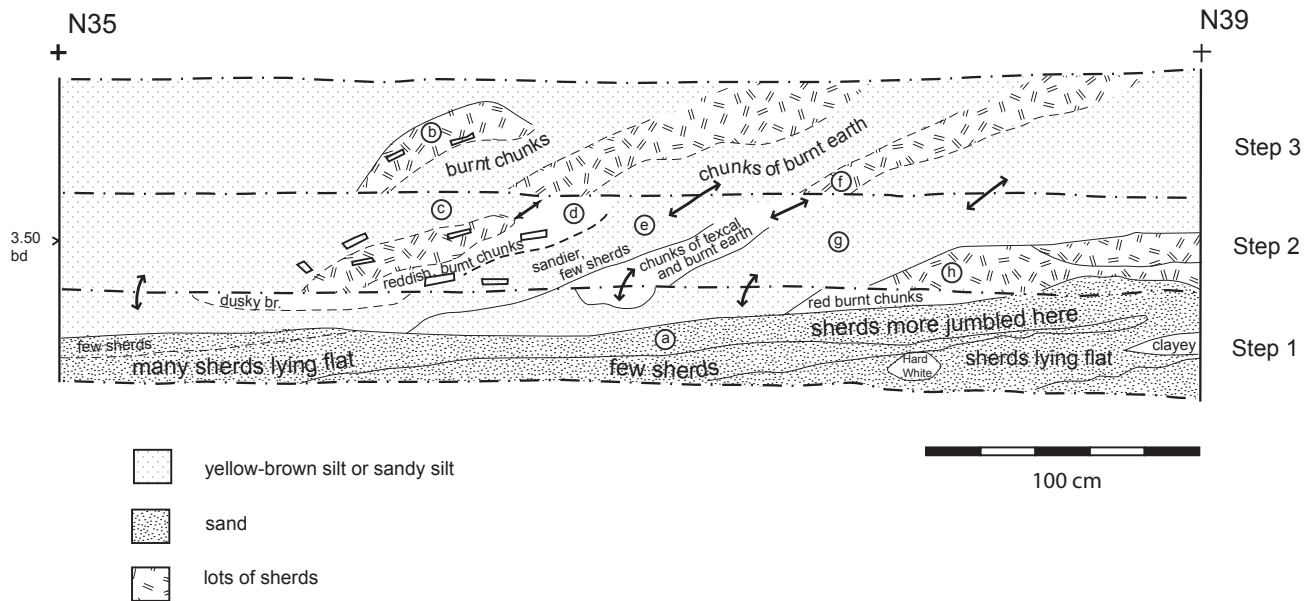 N35
N39
b
burnt chunks
chunks of burnt earth
Step 3
f
c
d
e
3.50
bd
g
Step 2
reddish, burnt chunks
sandier,
few sherds
chunks of texcal
and burnt earth
h
dusky br.
red burnt chunks
sherds more jumbled here
a
few sherds
clayey
Step 1
many sherds lying flat
few sherds
Hard
White
sherds lying flat
100 cm
yellow-brown silt or sandy silt
sand
lots of sherds